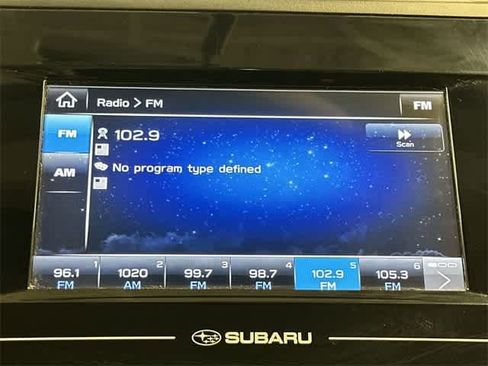 Radio > FM
FM
FM
102.9
Scan
No program type defined
AM
1 2 3 4 5 6
96.1 1020 99.7 98.7 102.9 105.3
FM AM FM FM FM FM
SUBARU